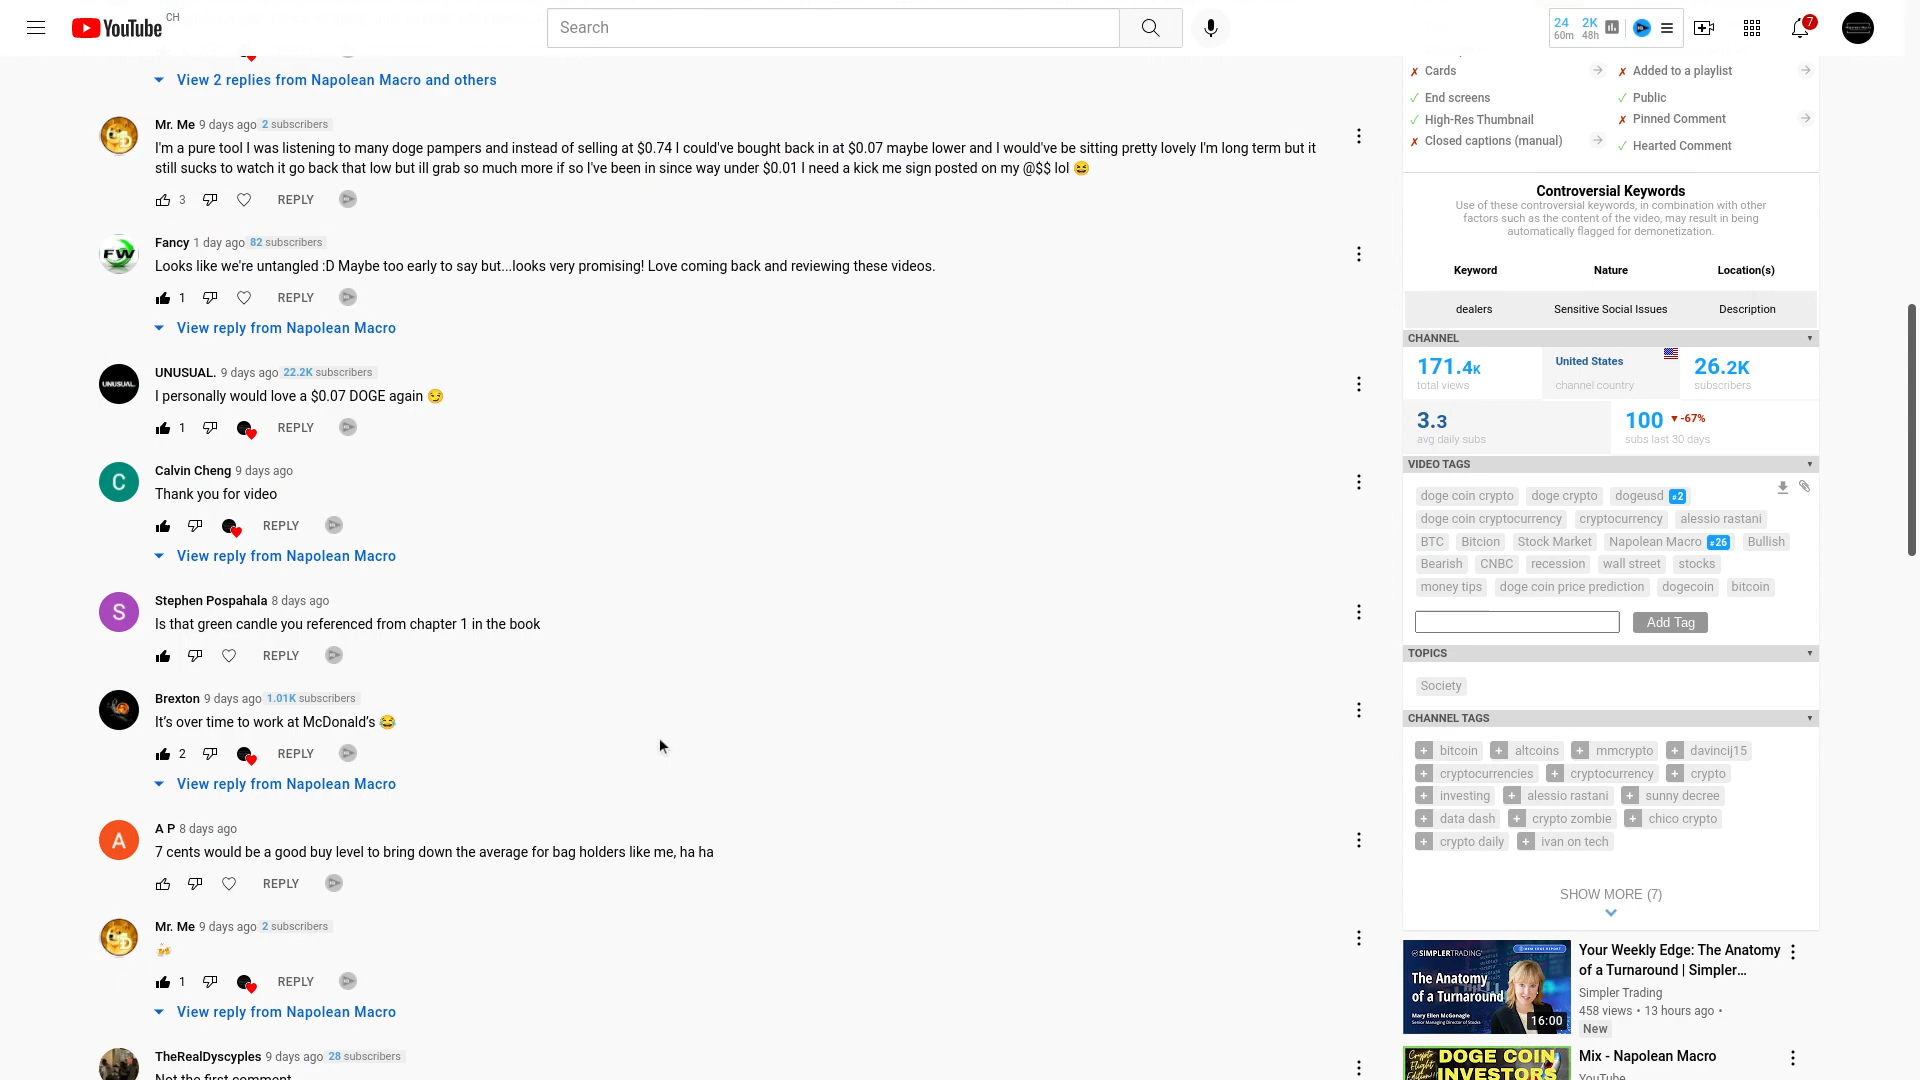 YouTube CH
Search
24 60m 2K 48h
7
View 2 replies from Napolean Macro and others
Mr. Me 9 days ago 2 subscribers
I'm a pure tool I was listening to many doge pampers and instead of selling at $0.74 I could've bought back in at $0.07 maybe lower and I would've be sitting pretty lovely I'm long term but it
still sucks to watch it go back that low but ill grab so much more if so I've been in since way under $0.01 I need a kick me sign posted on my @$$ lol 😆
3 REPLY
FW
Fancy 1 day ago 82 subscribers
Looks like we're untangled :D Maybe too early to say but...looks very promising! Love coming back and reviewing these videos.
1 REPLY
View reply from Napolean Macro
UNUSUAL.
UNUSUAL. 9 days ago 22.2K subscribers
I personally would love a $0.07 DOGE again 😏
1 REPLY
C
Calvin Cheng 9 days ago
Thank you for video
REPLY
View reply from Napolean Macro
S
Stephen Pospahala 8 days ago
Is that green candle you referenced from chapter 1 in the book
REPLY
Brexton 9 days ago 1.01K subscribers
It's over time to work at McDonald's 😂
2 REPLY
View reply from Napolean Macro
A
A P 8 days ago
7 cents would be a good buy level to bring down the average for bag holders like me, ha ha
REPLY
Mr. Me 9 days ago 2 subscribers
🍻
1 REPLY
View reply from Napolean Macro
TheRealDyscyples 9 days ago 28 subscribers
Not the first comment
✗ Cards
✗ Added to a playlist
✓ End screens
✓ Public
✓ High-Res Thumbnail
✗ Pinned Comment
✗ Closed captions (manual)
✓ Hearted Comment
Controversial Keywords
Use of these controversial keywords, in combination with other
factors such as the content of the video, may result in being
automatically flagged for demonetization.
Keyword Nature Location(s)
dealers Sensitive Social Issues Description
CHANNEL
171.4K total views
United States channel country
26.2K subscribers
3.3 avg daily subs
100 ▼-67% subs last 30 days
VIDEO TAGS
doge coin crypto doge crypto dogeusd #2
doge coin cryptocurrency cryptocurrency alessio rastani
BTC Bitcion Stock Market Napolean Macro #26 Bullish
Bearish CNBC recession wall street stocks
money tips doge coin price prediction dogecoin bitcoin
Add Tag
TOPICS
Society
CHANNEL TAGS
+ bitcoin + altcoins + mmcrypto + davincij15
+ cryptocurrencies + cryptocurrency + crypto
+ investing + alessio rastani + sunny decree
+ data dash + crypto zombie + chico crypto
+ crypto daily + ivan on tech
SHOW MORE (7)
SIMPLERTRADING
The Anatomy
of a Turnaround
Mary Ellen McGonagle
Senior Managing Director of Stocks
16:00
Your Weekly Edge: The Anatomy
of a Turnaround | Simpler...
Simpler Trading
458 views • 13 hours ago •
New
DOGE COIN
INVESTORS
Mix - Napolean Macro
YouTube